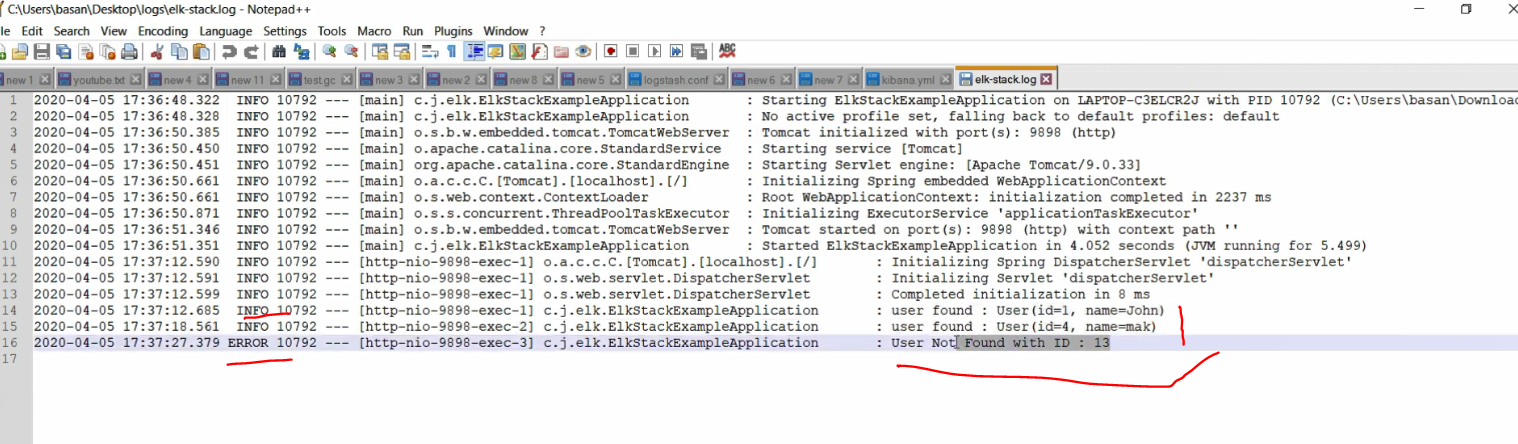 C:\Users\basan\Desktop\logs\elk-stack.log - Notepad++
le Edit Search View Encoding Language Settings Tools Macro Run Plugins Window ?
ABC
new 1 youtube.txt new 4 new 11 test.gc new 3 new 2 new 8 new 5 logstash.conf new 6 new 7 kibana.yml elk-stack.log
1 2020-04-05 17:36:48.322 INFO 10792 --- [main] c.j.elk.ElkStackExampleApplication : Starting ElkStackExampleApplication on LAPTOP-C3ELCR2J with PID 10792 (C:\Users\basan\Downloa
2 2020-04-05 17:36:48.328 INFO 10792 --- [main] c.j.elk.ElkStackExampleApplication : No active profile set, falling back to default profiles: default
3 2020-04-05 17:36:50.385 INFO 10792 --- [main] o.s.b.w.embedded.tomcat.TomcatWebServer : Tomcat initialized with port(s): 9898 (http)
4 2020-04-05 17:36:50.450 INFO 10792 --- [main] o.apache.catalina.core.StandardService : Starting service [Tomcat]
5 2020-04-05 17:36:50.451 INFO 10792 --- [main] org.apache.catalina.core.StandardEngine : Starting Servlet engine: [Apache Tomcat/9.0.33]
6 2020-04-05 17:36:50.661 INFO 10792 --- [main] o.a.c.c.C.[Tomcat].[localhost].[/] : Initializing Spring embedded WebApplicationContext
7 2020-04-05 17:36:50.661 INFO 10792 --- [main] o.s.web.context.ContextLoader : Root WebApplicationContext: initialization completed in 2237 ms
8 2020-04-05 17:36:50.871 INFO 10792 --- [main] o.s.s.concurrent.ThreadPoolTaskExecutor : Initializing ExecutorService 'applicationTaskExecutor'
9 2020-04-05 17:36:51.346 INFO 10792 --- [main] o.s.b.w.embedded.tomcat.TomcatWebServer : Tomcat started on port(s): 9898 (http) with context path ''
10 2020-04-05 17:36:51.351 INFO 10792 --- [main] c.j.elk.ElkStackExampleApplication : Started ElkStackExampleApplication in 4.052 seconds (JVM running for 5.499)
11 2020-04-05 17:37:12.590 INFO 10792 --- [http-nio-9898-exec-1] o.a.c.c.C.[Tomcat].[localhost].[/] : Initializing Spring DispatcherServlet 'dispatcherServlet'
12 2020-04-05 17:37:12.591 INFO 10792 --- [http-nio-9898-exec-1] o.s.web.servlet.DispatcherServlet : Initializing Servlet 'dispatcherServlet'
13 2020-04-05 17:37:12.599 INFO 10792 --- [http-nio-9898-exec-1] o.s.web.servlet.DispatcherServlet : Completed initialization in 8 ms
14 2020-04-05 17:37:12.685 INFO 10792 --- [http-nio-9898-exec-1] c.j.elk.ElkStackExampleApplication : user found : User(id=1, name=John)
15 2020-04-05 17:37:18.561 INFO 10792 --- [http-nio-9898-exec-2] c.j.elk.ElkStackExampleApplication : user found : User(id=4, name=mak)
16 2020-04-05 17:37:27.379 ERROR 10792 --- [http-nio-9898-exec-3] c.j.elk.ElkStackExampleApplication : User Not Found with ID : 13
17